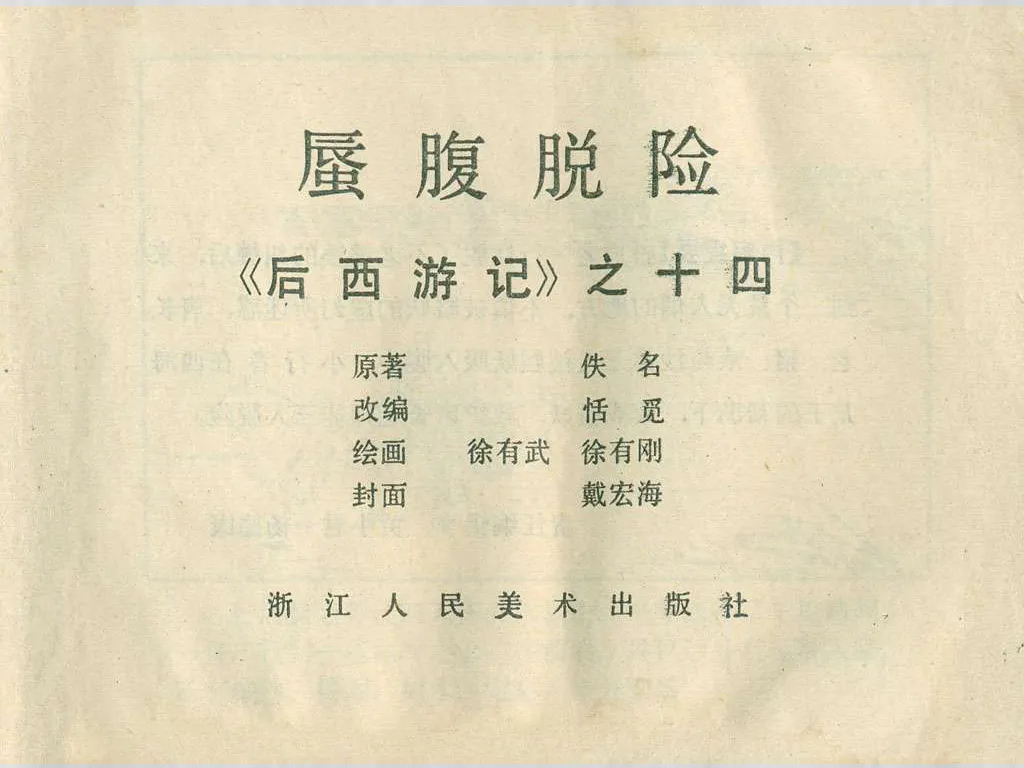 蜃腹脱险
《后西游记》之十四
原著 佚名
改编 恬觅
绘画 徐有武 徐有刚
封面 戴宏海
浙江人民美术出版社